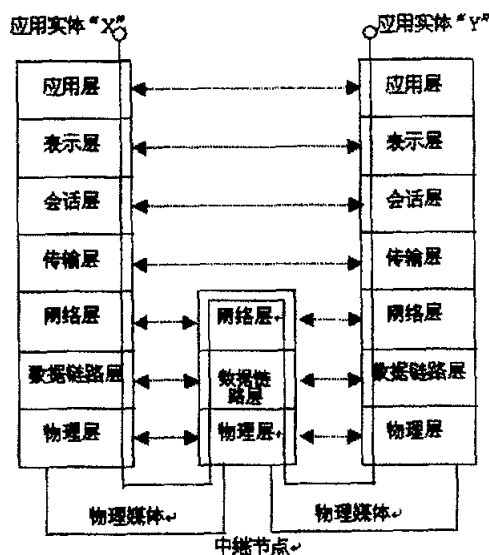 应用实体“X”
应用实体“Y”
应用层
应用层
表示层
表示层
会话层
会话层
传输层
传输层
网络层
网络层
网络层
数据链路层
数据链
路层
数据链路层
物理层
物理层
物理层
物理媒体
物理媒体
中继节点